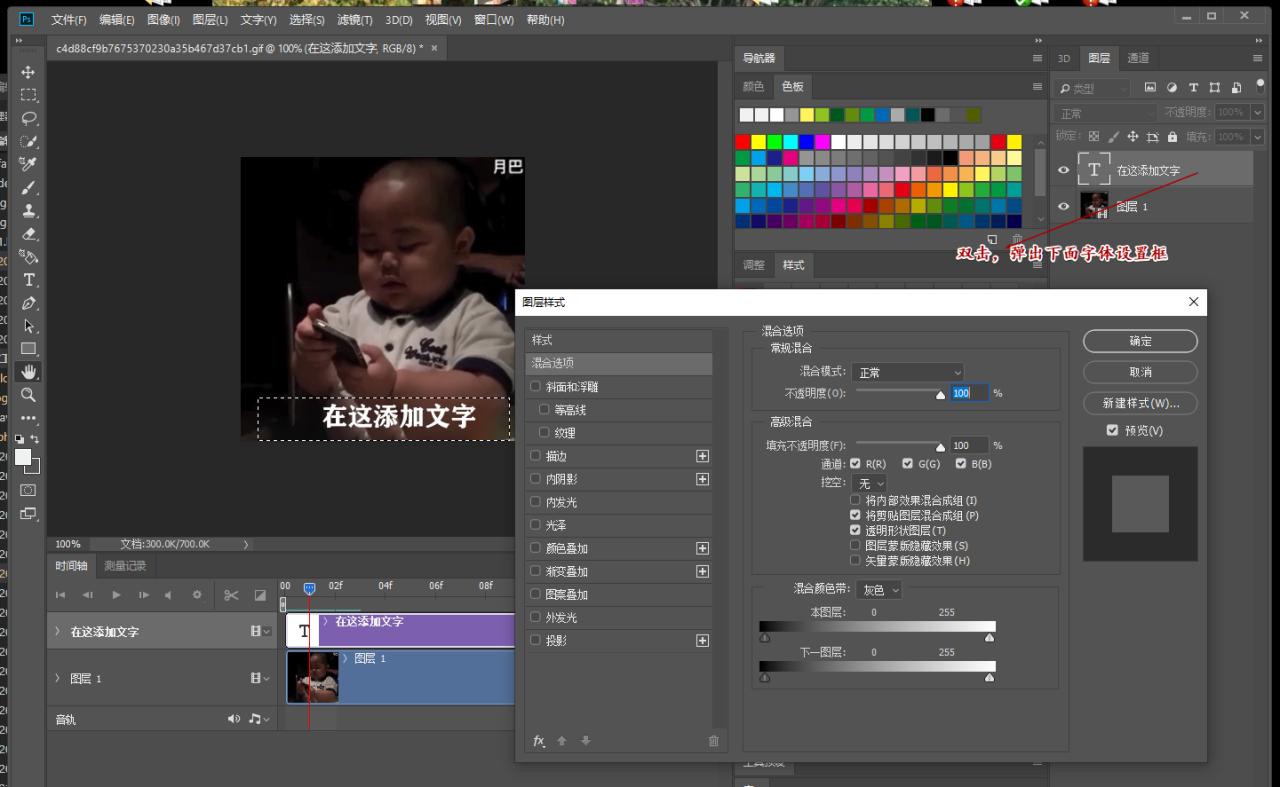 Ps 文件(F) 编辑(E) 图像(I) 图层(L) 文字(Y) 选择(S) 滤镜(T) 3D(D) 视图(V) 窗口(W) 帮助(H)
c4d88cf9b7675370230a35b467d37cb1.gif @ 100% (在这添加文字, RGB/8) * ×
导航器
颜色 色板
调整 样式
3D 图层 通道
类型
正常 不透明度: 100%
锁定: 填充: 100%
T 在这添加文字
图层 1
双击，弹出下面字体设置框
月巴
在这添加文字
100% 文档:300.0K/700.0K
时间轴 测量记录
00 02f 04f 06f 08f
在这添加文字
T 在这添加文字
图层 1
图层 1
音轨
图层样式
样式
混合选项
斜面和浮雕
等高线
纹理
描边
内阴影
内发光
光泽
颜色叠加
渐变叠加
图案叠加
外发光
投影
fx
混合选项
常规混合
混合模式: 正常
不透明度(O): 100 %
高级混合
填充不透明度(F): 100 %
通道: R(R) G(G) B(B)
挖空: 无
将内部效果混合成组(I)
将剪贴图层混合成组(P)
透明形状图层(T)
图层蒙版隐藏效果(S)
矢量蒙版隐藏效果(H)
混合颜色带: 灰色
本图层: 0 255
下一图层: 0 255
确定
取消
新建样式(W)...
预览(V)